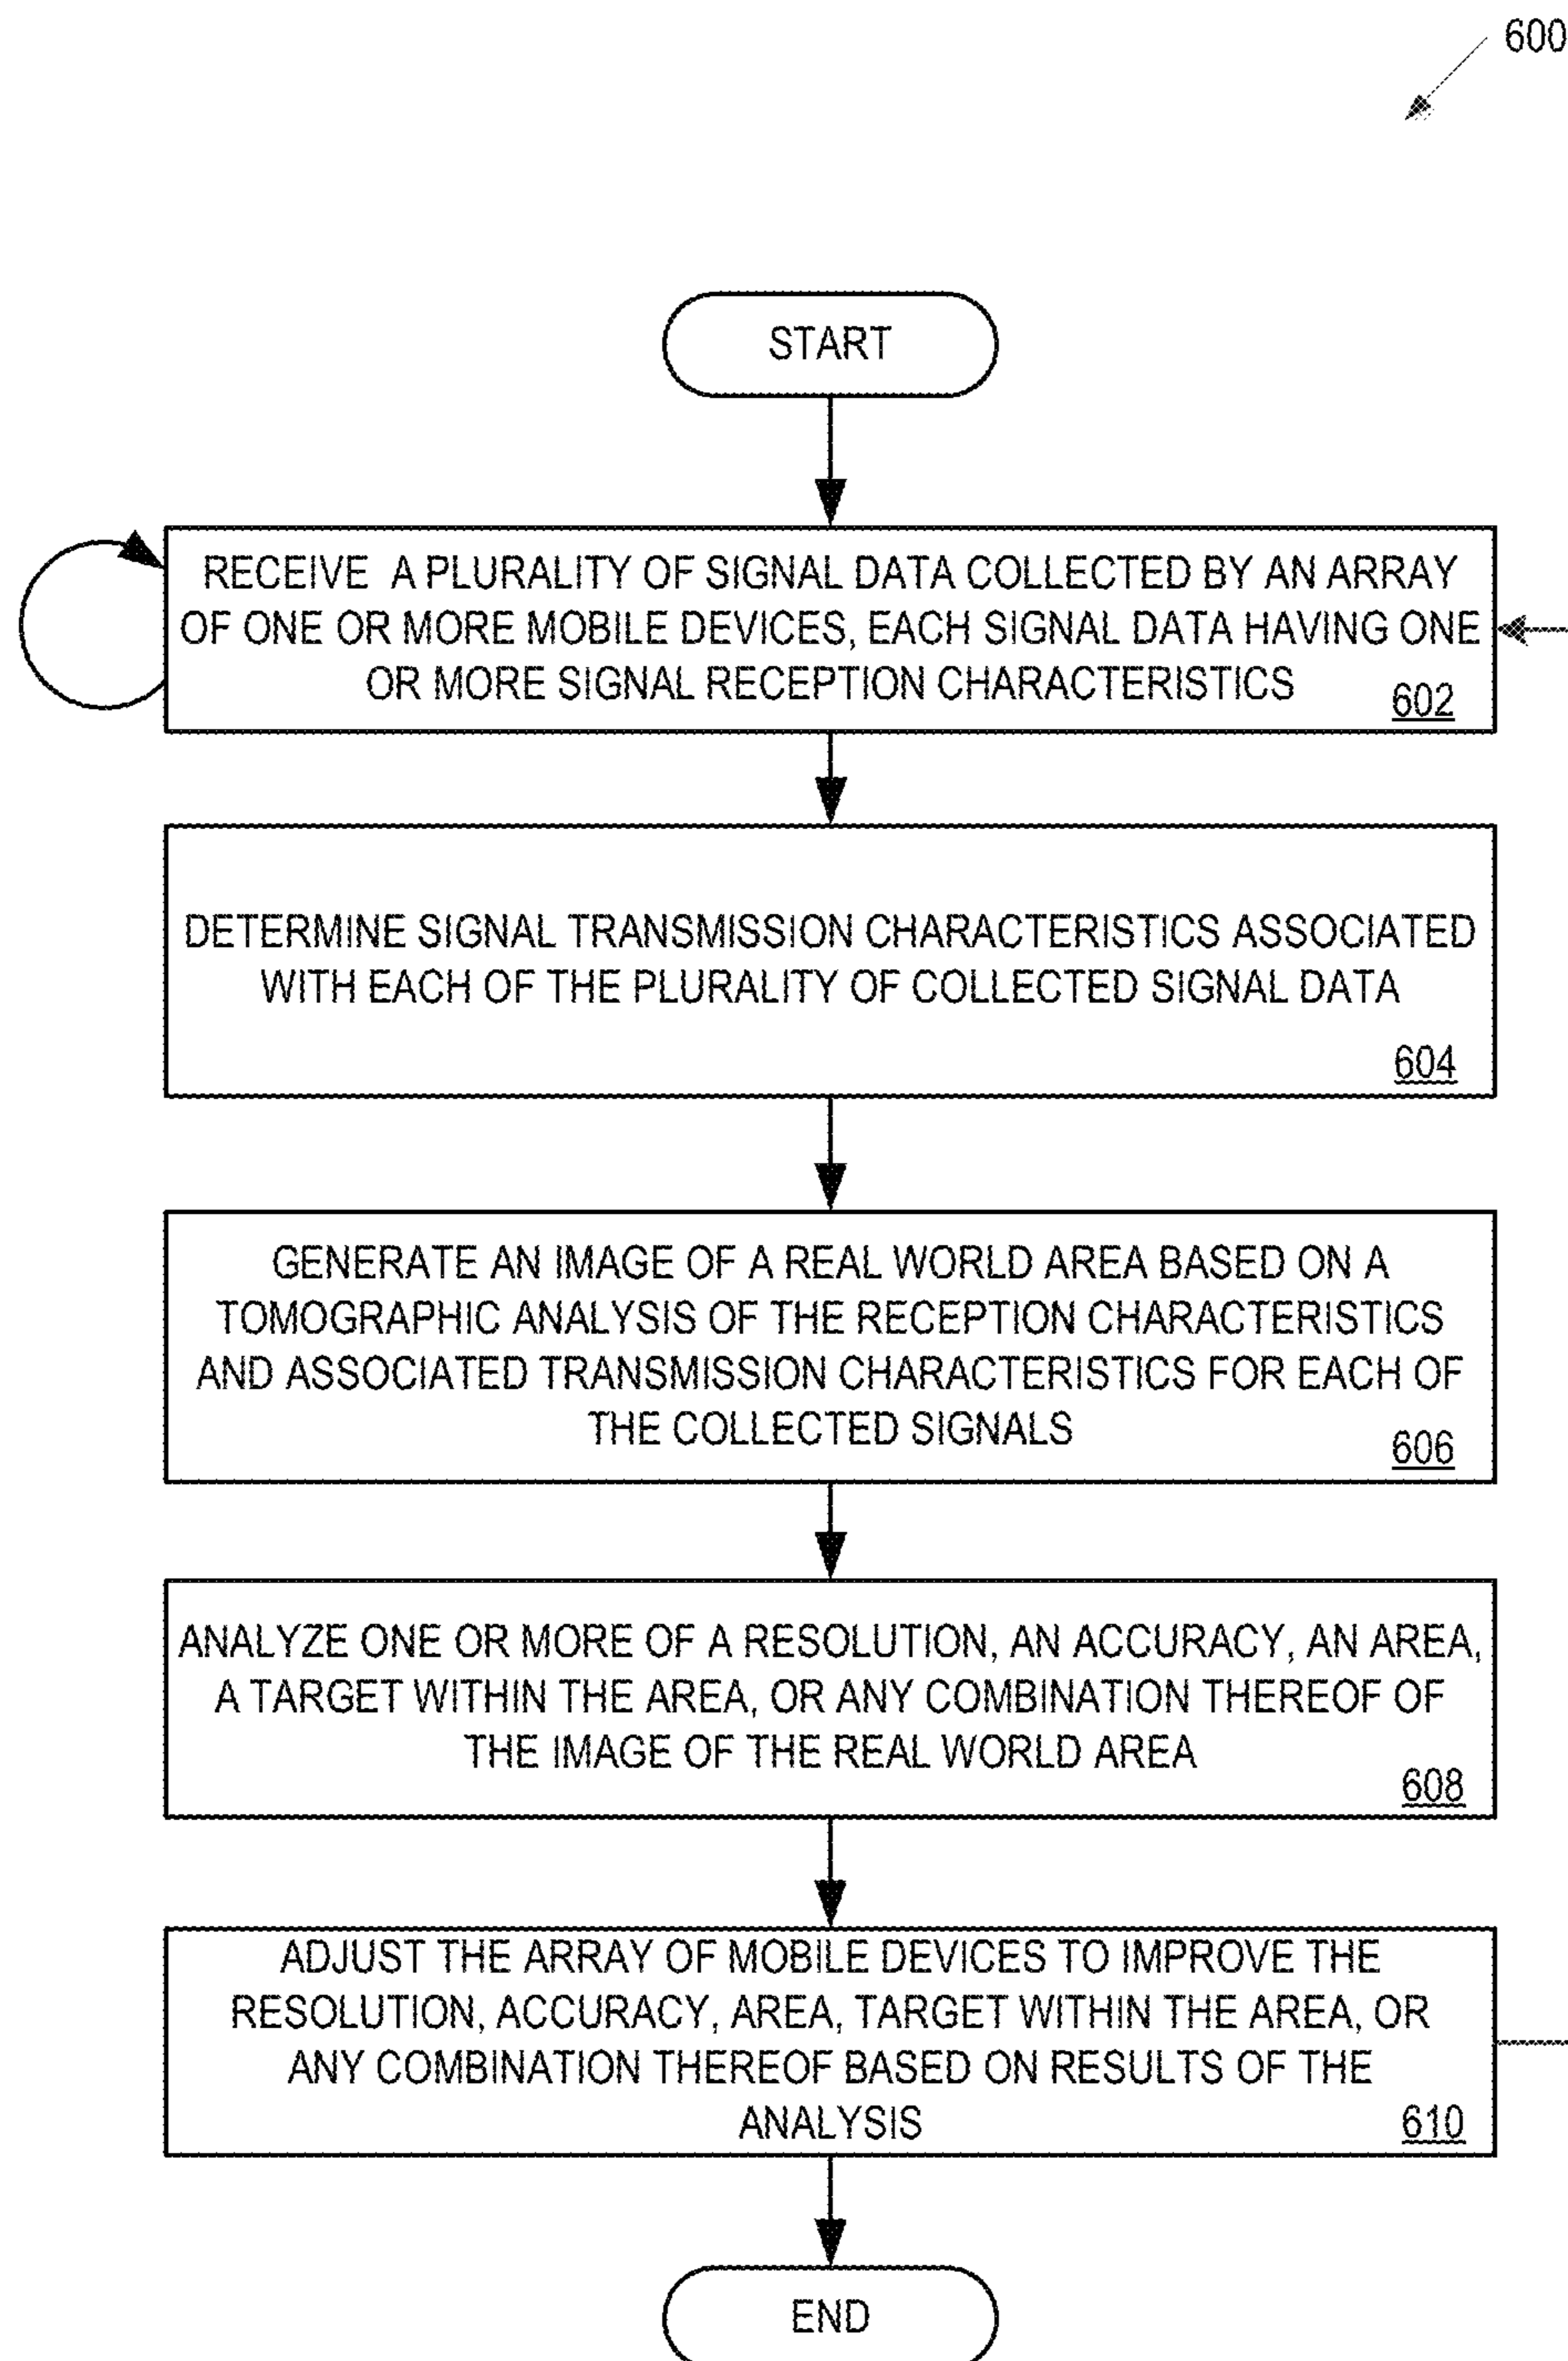 600
START
RECEIVE A PLURALITY OF SIGNAL DATA COLLECTED BY AN ARRAY
OF ONE OR MORE MOBILE DEVICES, EACH SIGNAL DATA HAVING ONE
OR MORE SIGNAL RECEPTION CHARACTERISTICS
602
DETERMINE SIGNAL TRANSMISSION CHARACTERISTICS ASSOCIATED
WITH EACH OF THE PLURALITY OF COLLECTED SIGNAL DATA
604
GENERATE AN IMAGE OF A REAL WORLD AREA BASED ON A
TOMOGRAPHIC ANALYSIS OF THE RECEPTION CHARACTERISTICS
AND ASSOCIATED TRANSMISSION CHARACTERISTICS FOR EACH OF
THE COLLECTED SIGNALS
606
ANALYZE ONE OR MORE OF A RESOLUTION, AN ACCURACY, AN AREA,
A TARGET WITHIN THE AREA, OR ANY COMBINATION THEREOF OF
THE IMAGE OF THE REAL WORLD AREA
608
ADJUST THE ARRAY OF MOBILE DEVICES TO IMPROVE THE
RESOLUTION, ACCURACY, AREA, TARGET WITHIN THE AREA, OR
ANY COMBINATION THEREOF BASED ON RESULTS OF THE
ANALYSIS
610
END